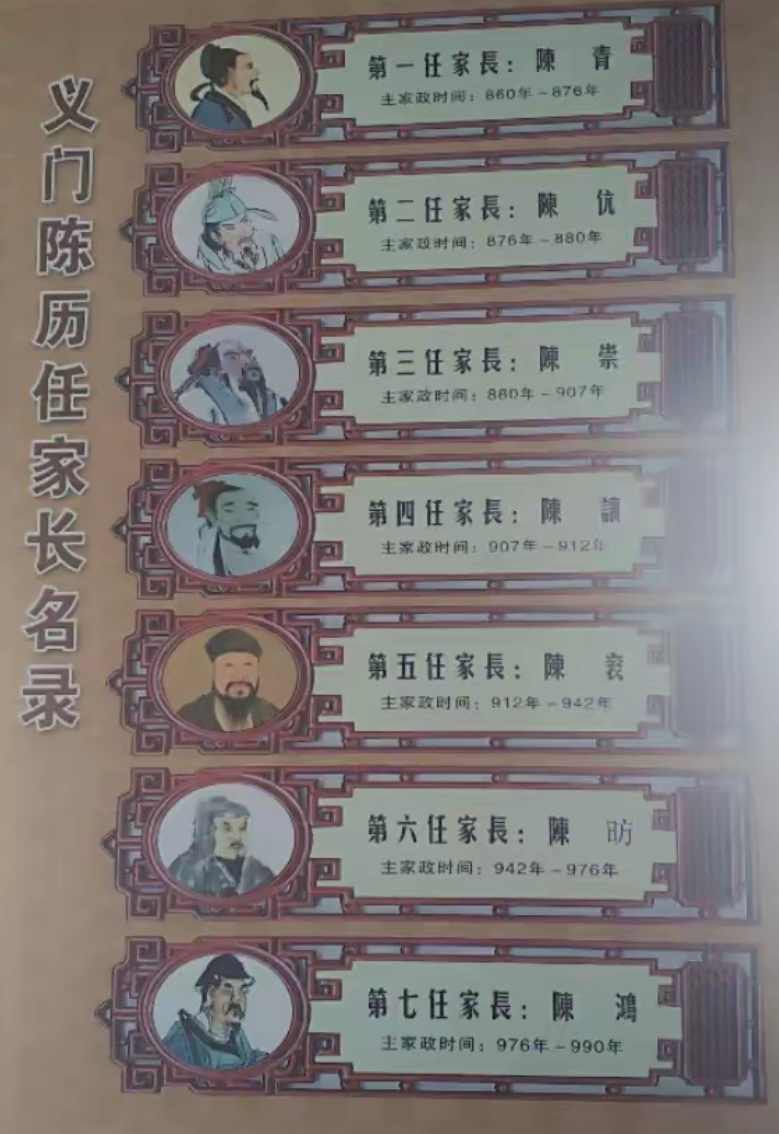 义门陈历任家长名录
第一任家長：陳 青
主家政时间：860年－876年
第二任家長：陳 伉
主家政时间：876年－880年
第三任家長：陳 崇
主家政时间：880年－907年
第四任家長：陳 讓
主家政时间：907年－912年
第五任家長：陳 袞
主家政时间：912年－942年
第六任家長：陳 昉
主家政时间：942年－976年
第七任家長：陳 鴻
主家政时间：976年－990年